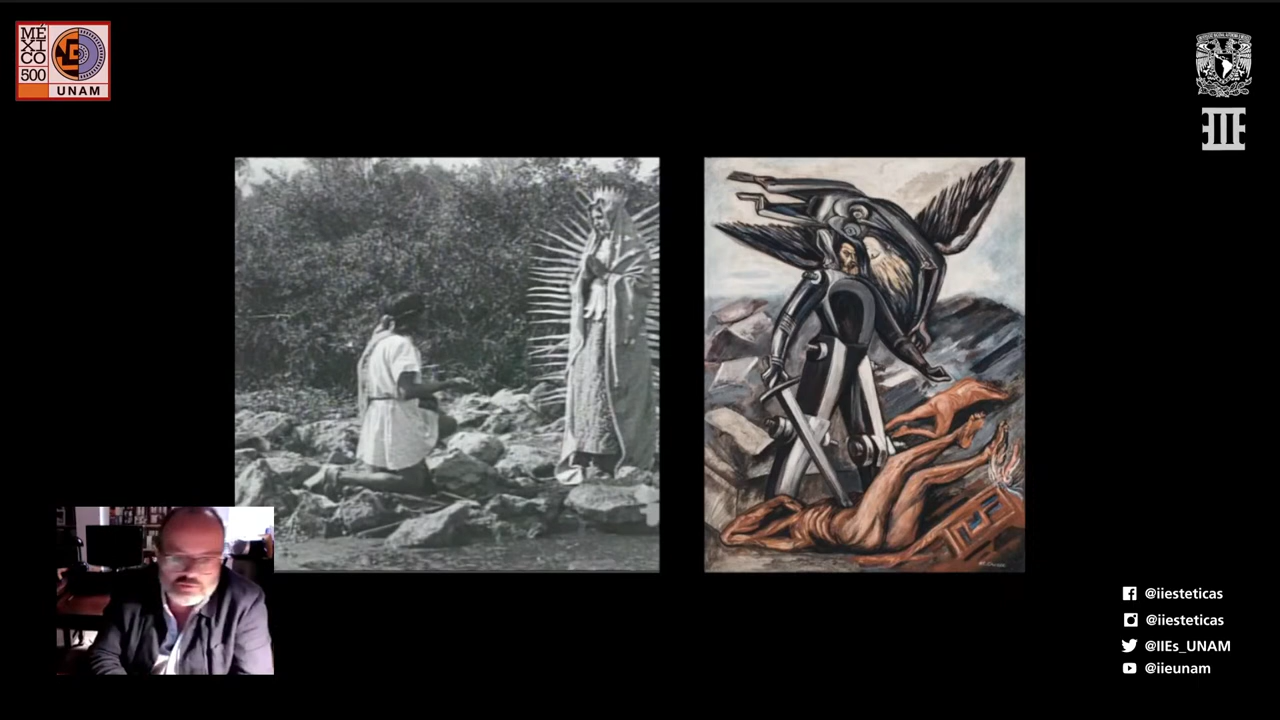 MÉ
XI
CO
500
UNAM
@iiesteticas
@iiesteticas
@IIEs_UNAM
@iieunam